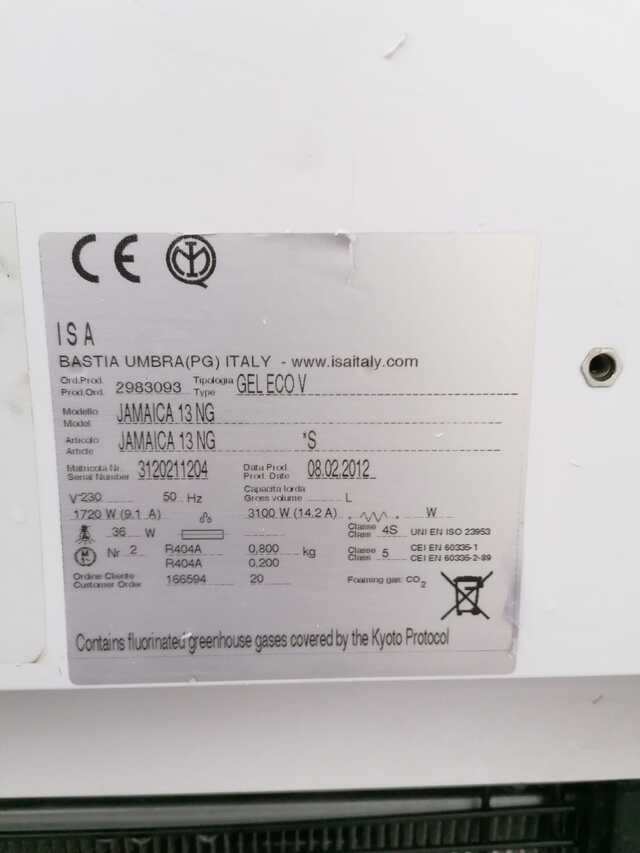 CE IMQ
ISA
BASTIA UMBRA(PG) ITALY - www.isaitaly.com
Ord.Prod. Prod.Ord. 2983093 Tipologia Type GEL ECO V
Modello Model JAMAICA 13 NG
Articolo Article JAMAICA 13 NG *S
Matricola Nr. Serial Number 3120211204 Data Prod. Prod. Date 08.02.2012
V~230 50 Hz Capacita lorda Gross volume L
1720 W (9.1 A) 3100 W (14.2 A) W
36 W Classe Class 4S UNI EN ISO 23953
Nr 2 R404A 0,800 kg Classe Class 5 CEI EN 60335-1
R404A 0,200 CEI EN 60335-2-89
Ordine Cliente Customer Order 166594 20 Foaming gas: CO2
Contains fluorinated greenhouse gases covered by the Kyoto Protocol